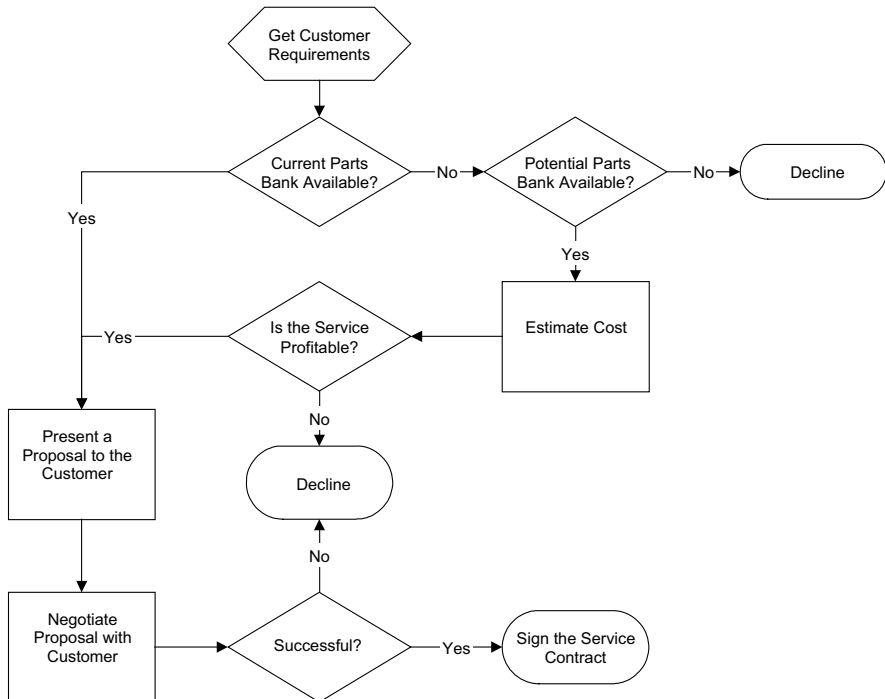 Get Customer
Requirements
Current Parts
Bank Available?
No
Potential Parts
Bank Available?
No
Decline
Yes
Yes
Estimate Cost
Is the Service
Profitable?
Yes
No
Present a
Proposal to the
Customer
Decline
No
Negotiate
Proposal with
Customer
Successful?
Yes
Sign the Service
Contract